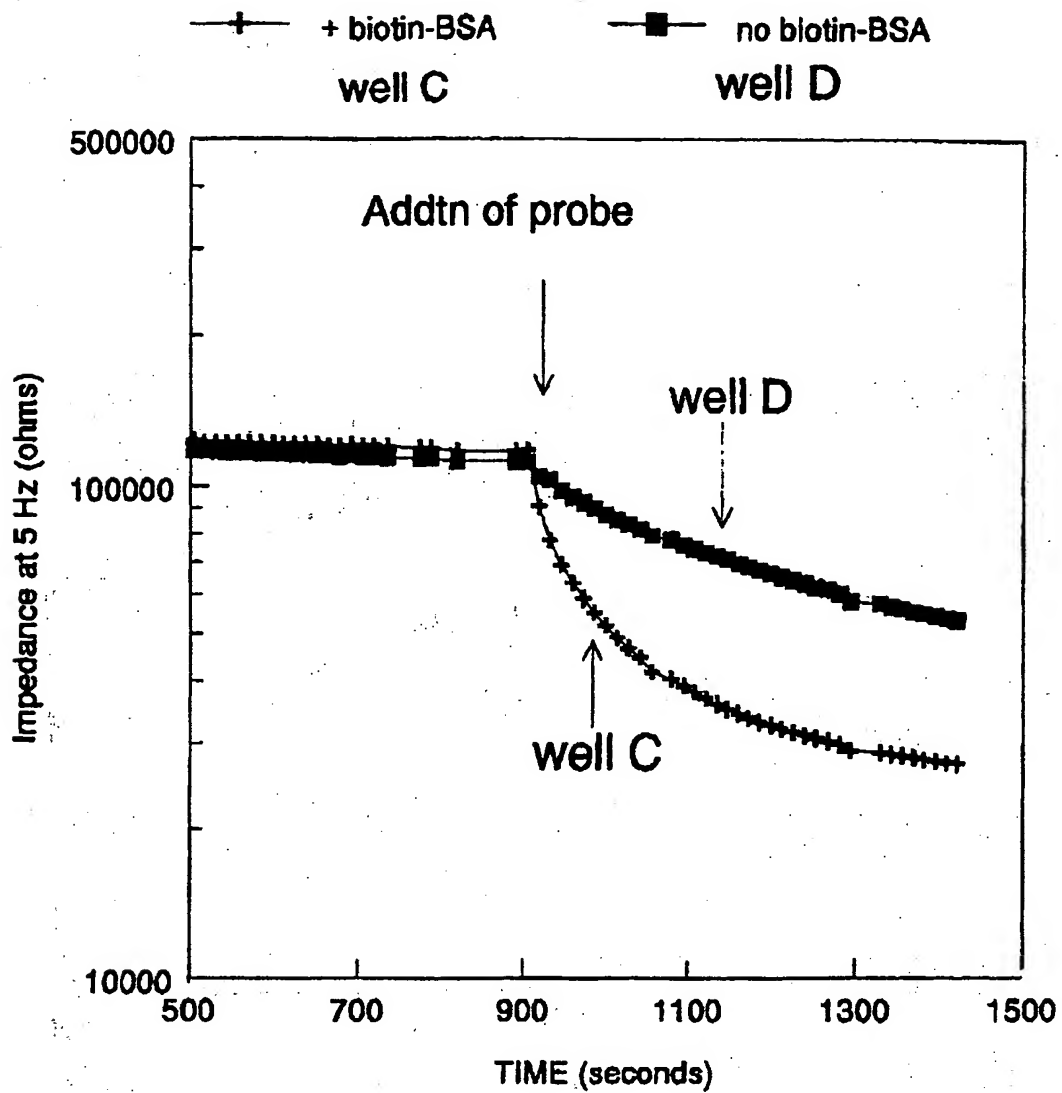 + biotin-BSA
no biotin-BSA
well C
well D
500000
Addtn of probe
well D
100000
Impedance at 5 Hz (ohms)
well C
10000
500
700
900
1100
1300
1500
TIME (seconds)